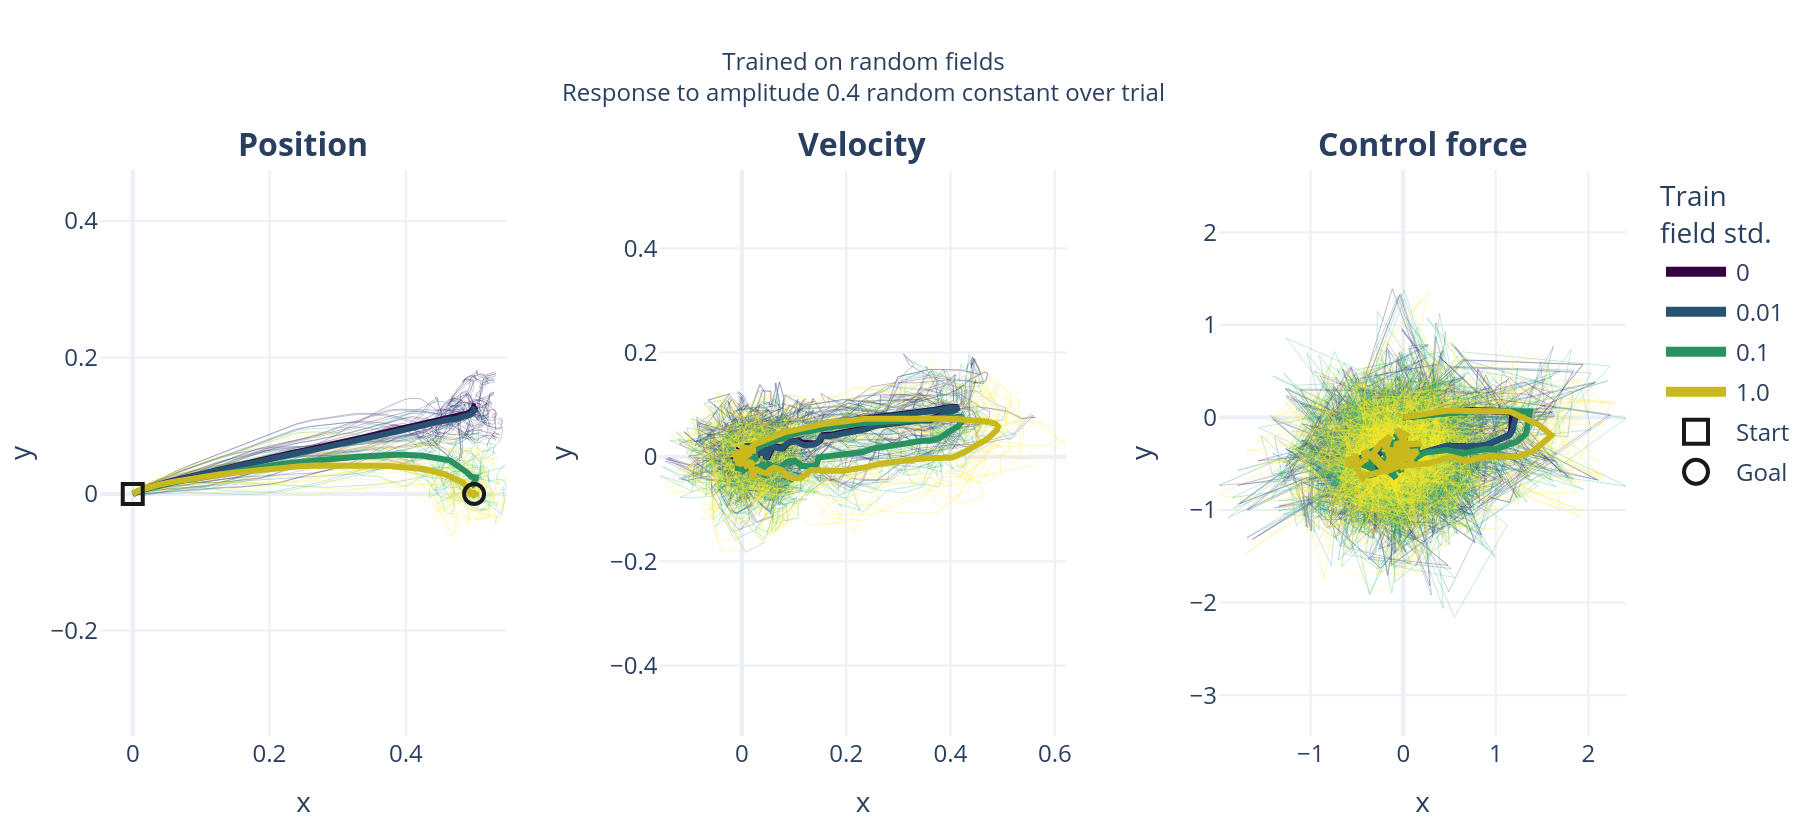 Trained on random fields
Response to amplitude 0.4 random constant over trial
Position
Velocity
Control force
0.4
0.2
0
−0.2
y
0
0.2
0.4
x
0.4
0.2
0
−0.2
−0.4
y
0
0.2
0.4
0.6
x
2
1
0
−1
−2
−3
y
−1
0
1
2
x
Train
field std.
0
0.01
0.1
1.0
Start
Goal